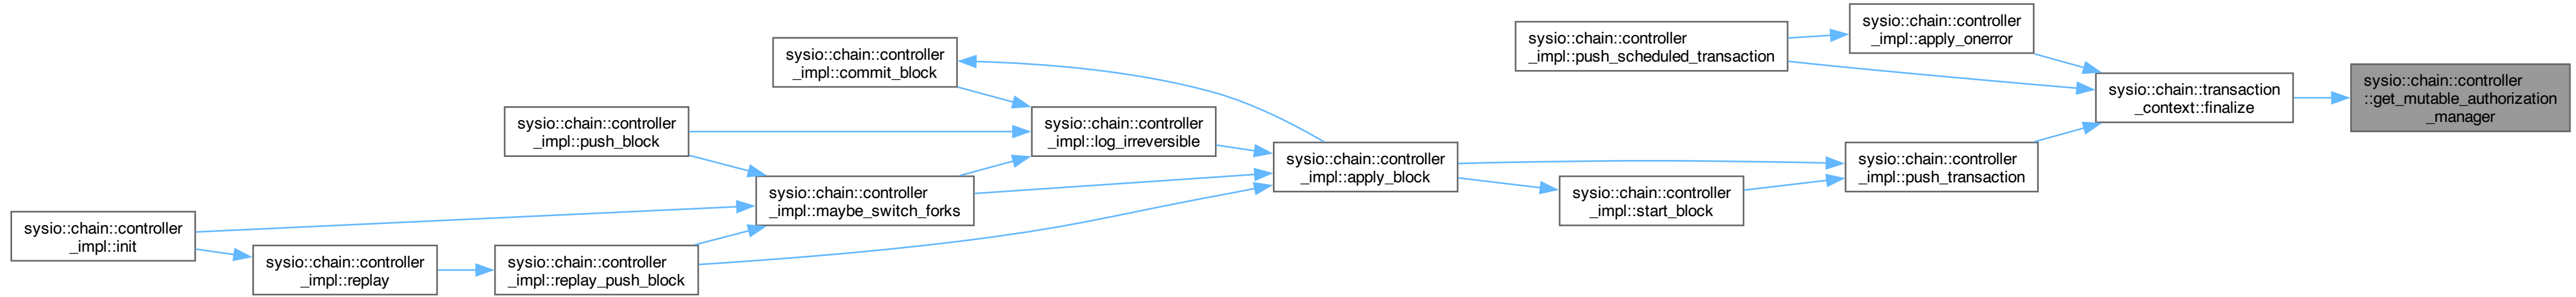 sysio::chain::controller
_impl::init
sysio::chain::controller
_impl::replay
sysio::chain::controller
_impl::push_block
sysio::chain::controller
_impl::replay_push_block
sysio::chain::controller
_impl::commit_block
sysio::chain::controller
_impl::maybe_switch_forks
sysio::chain::controller
_impl::log_irreversible
sysio::chain::controller
_impl::apply_block
sysio::chain::controller
_impl::push_scheduled_transaction
sysio::chain::controller
_impl::start_block
sysio::chain::controller
_impl::apply_onerror
sysio::chain::controller
_impl::push_transaction
sysio::chain::transaction
_context::finalize
sysio::chain::controller
::get_mutable_authorization
_manager